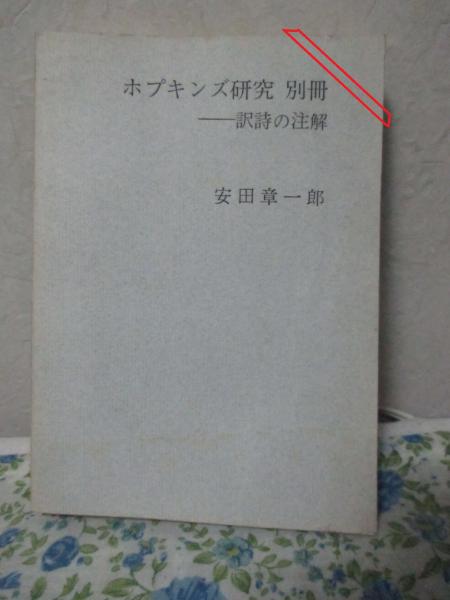 ホプキンズ研究 別冊
——訳詩の注解
安田章一郎